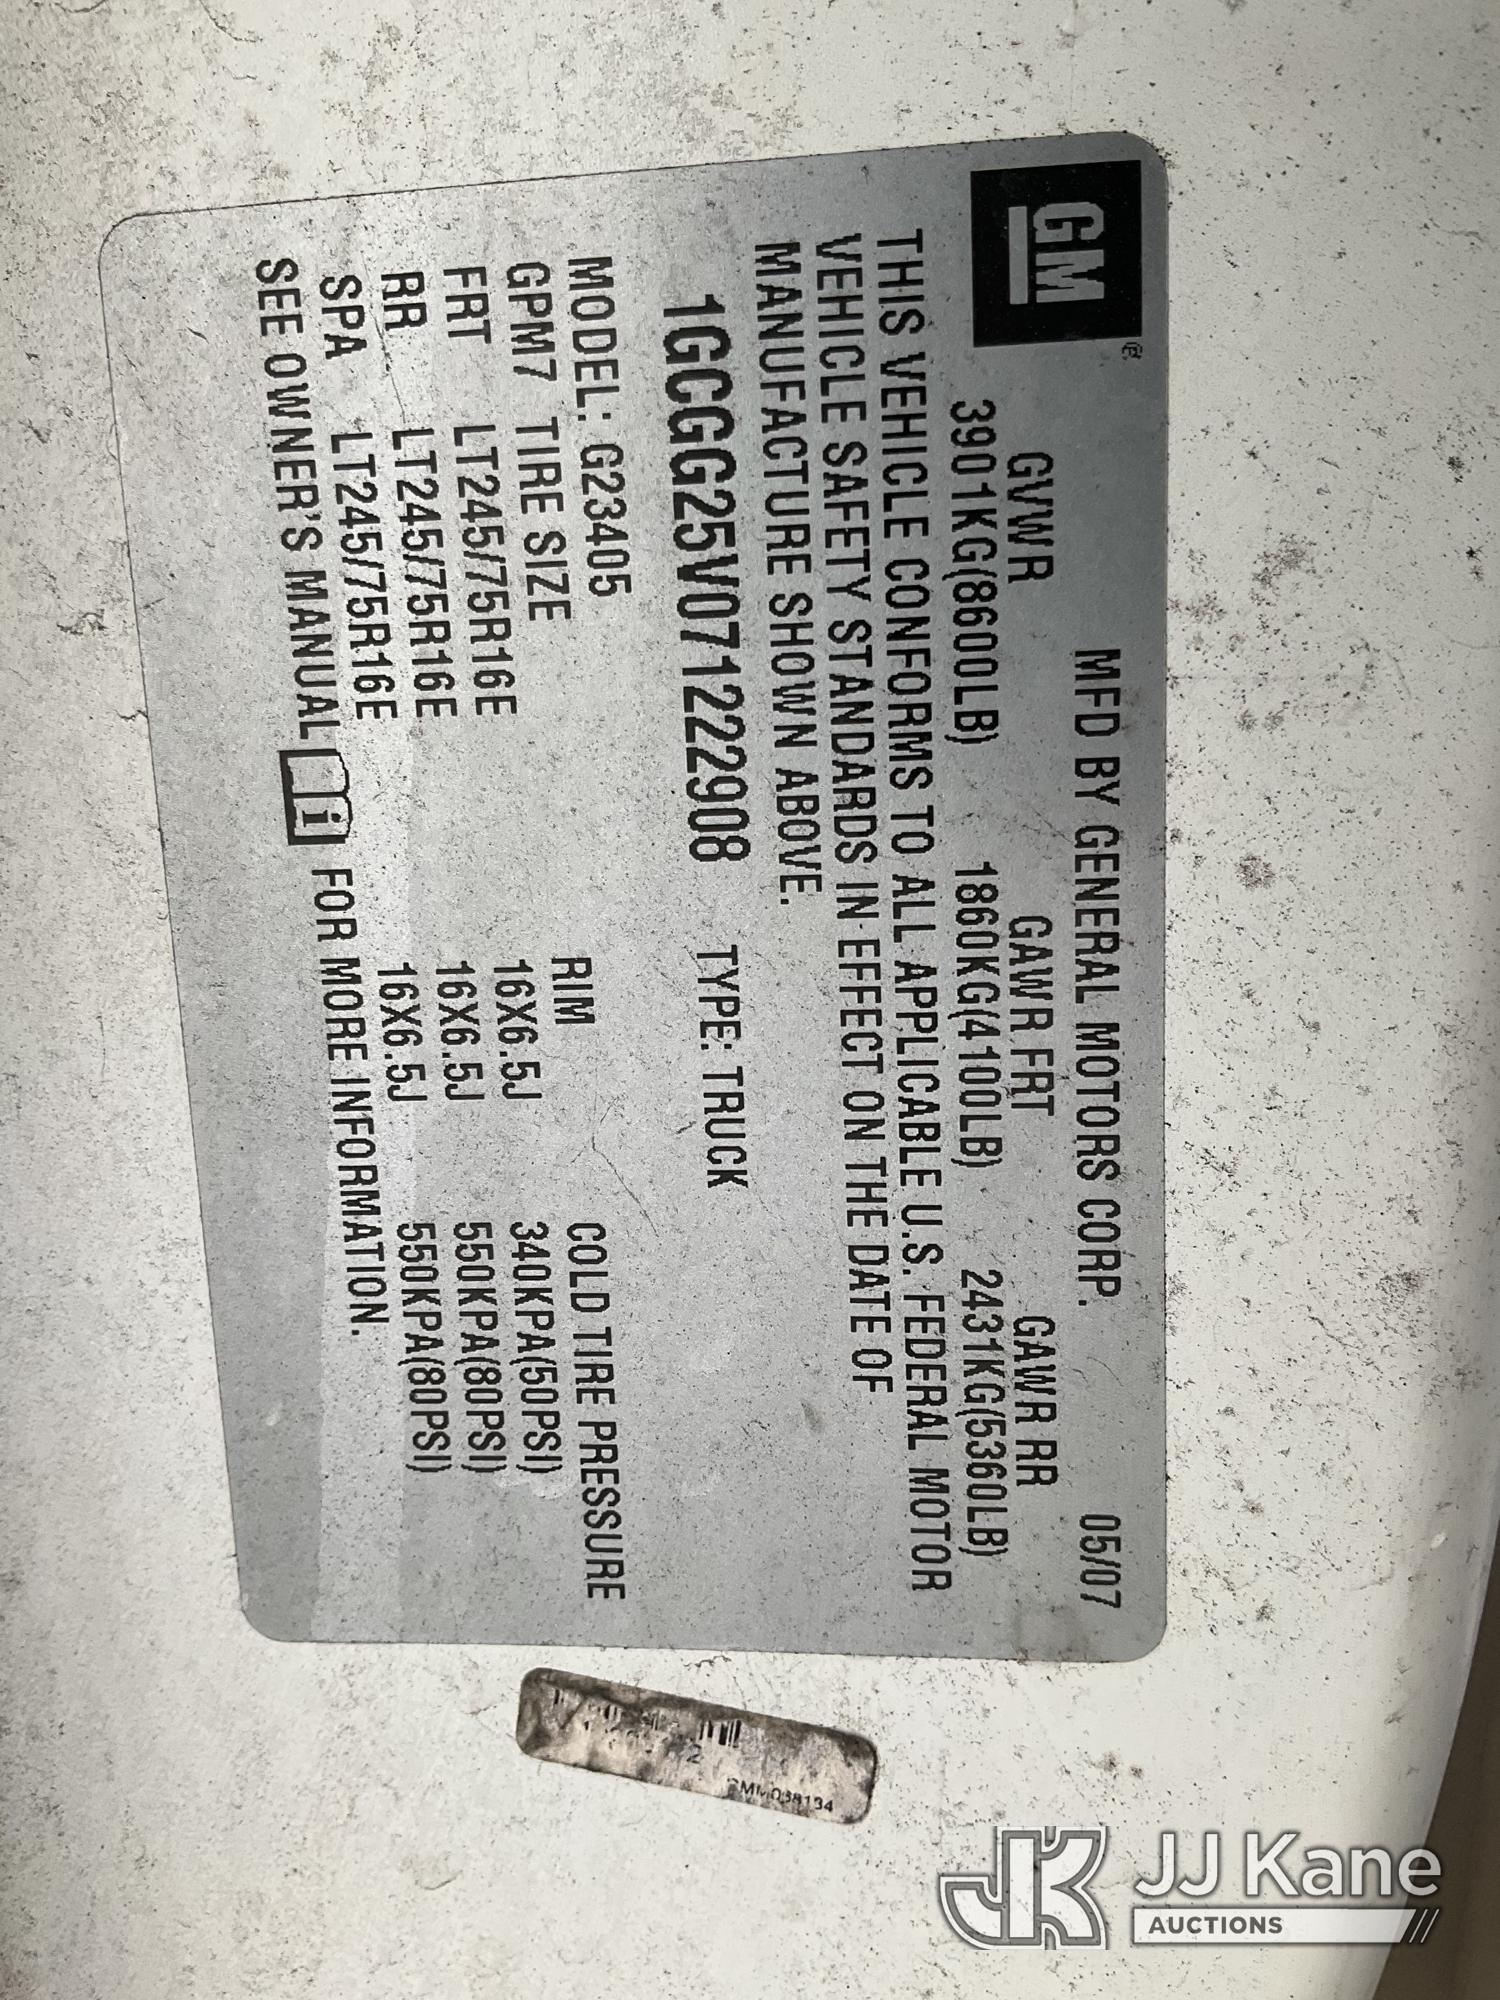 GM
MFD BY GENERAL MOTORS CORP. 05/07
GVWR GAWR FRT GAWR RR
3901KG(8600LB) 1860KG(4100LB) 2431KG(5360LB)
THIS VEHICLE CONFORMS TO ALL APPLICABLE U.S. FEDERAL MOTOR
VEHICLE SAFETY STANDARDS IN EFFECT ON THE DATE OF
MANUFACTURE SHOWN ABOVE.
1GCGG25V071222908 TYPE: TRUCK
MODEL: G23405
GPM7 TIRE SIZE RIM COLD TIRE PRESSURE
FRT LT245/75R16E 16X6.5J 340KPA(50PSI)
RR LT245/75R16E 16X6.5J 550KPA(80PSI)
SPA LT245/75R16E 16X6.5J 550KPA(80PSI)
SEE OWNER'S MANUAL i FOR MORE INFORMATION.
JK JJ Kane
AUCTIONS